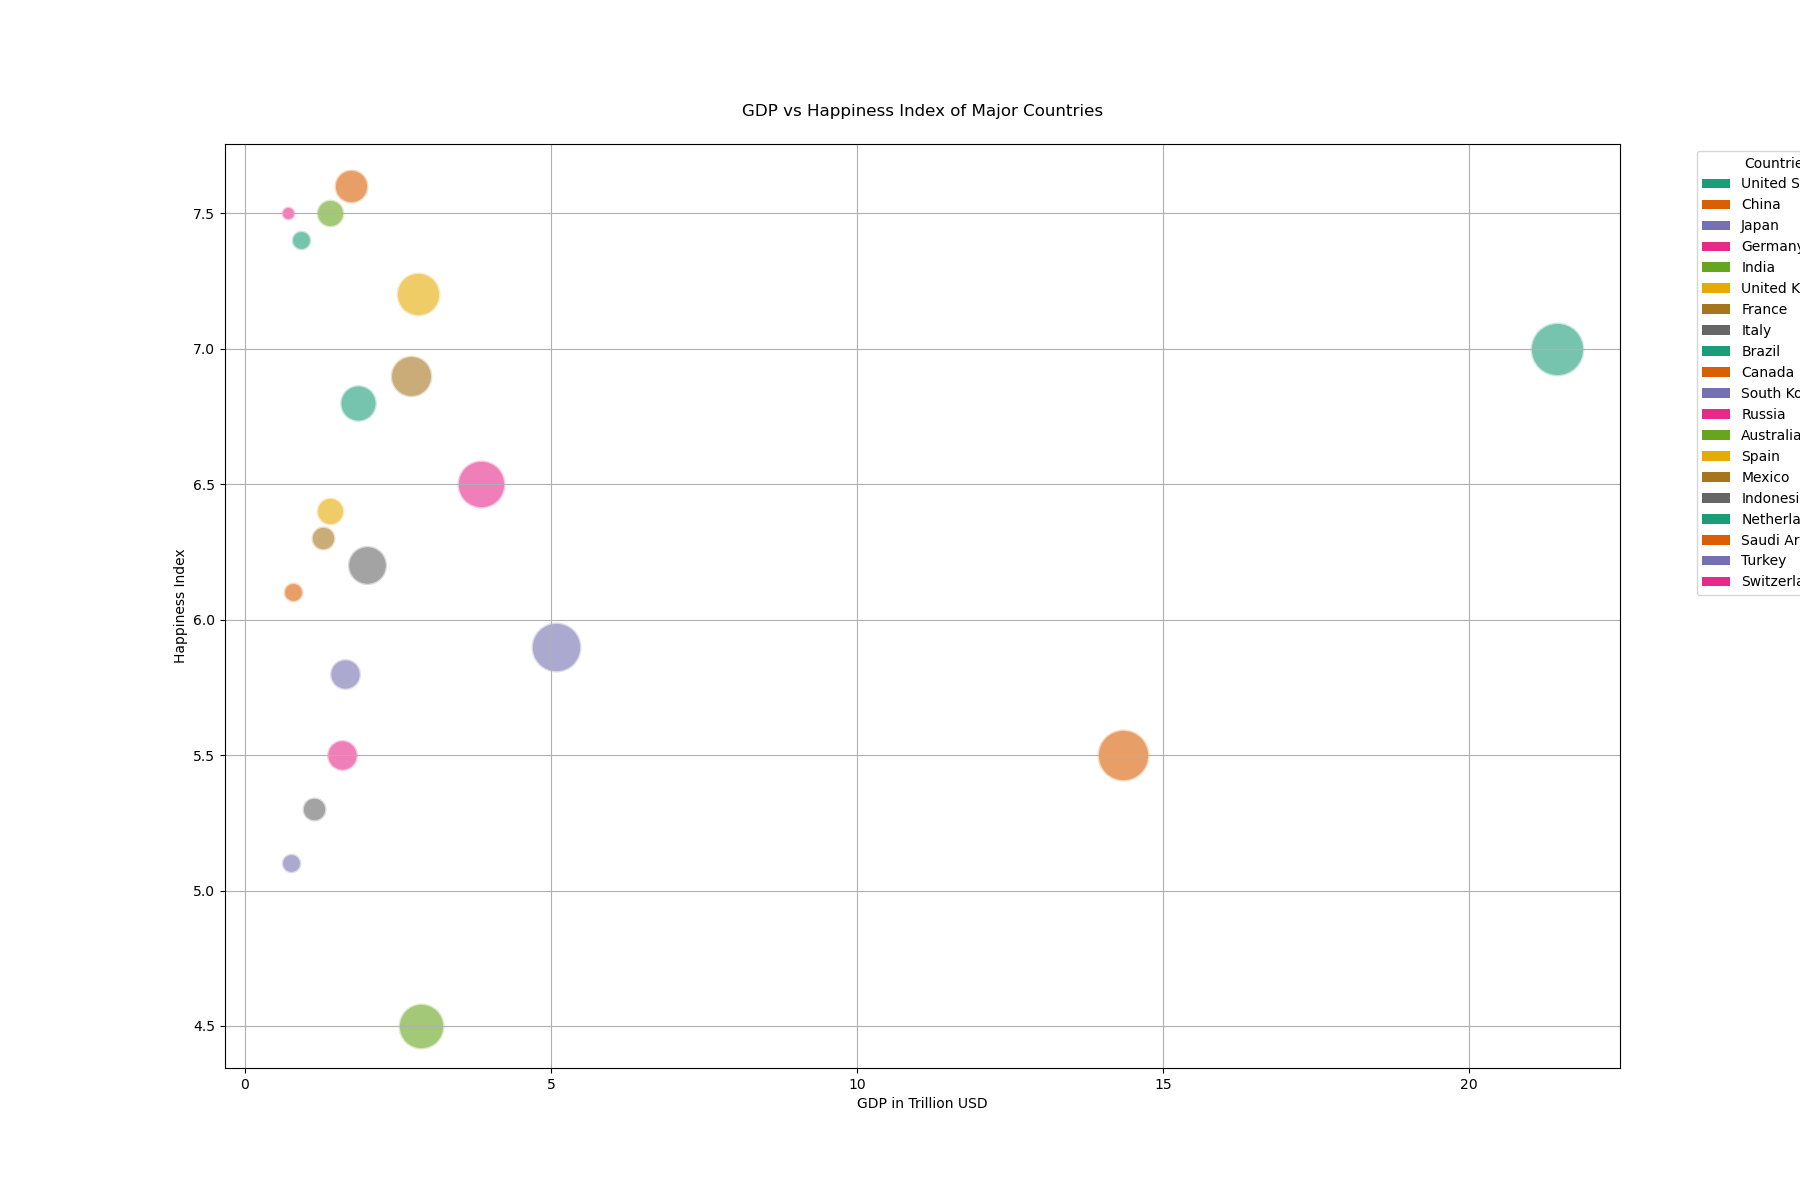 GDP vs Happiness Index of Major Countries
7.5
7.0
6.5
6.0
5.5
5.0
4.5
Happiness Index
0 5 10 15 20
GDP in Trillion USD
Countrie
United S
China
Japan
Germany
India
United K
France
Italy
Brazil
Canada
South Ko
Russia
Australia
Spain
Mexico
Indonesi
Netherla
Saudi Ar
Turkey
Switzerla